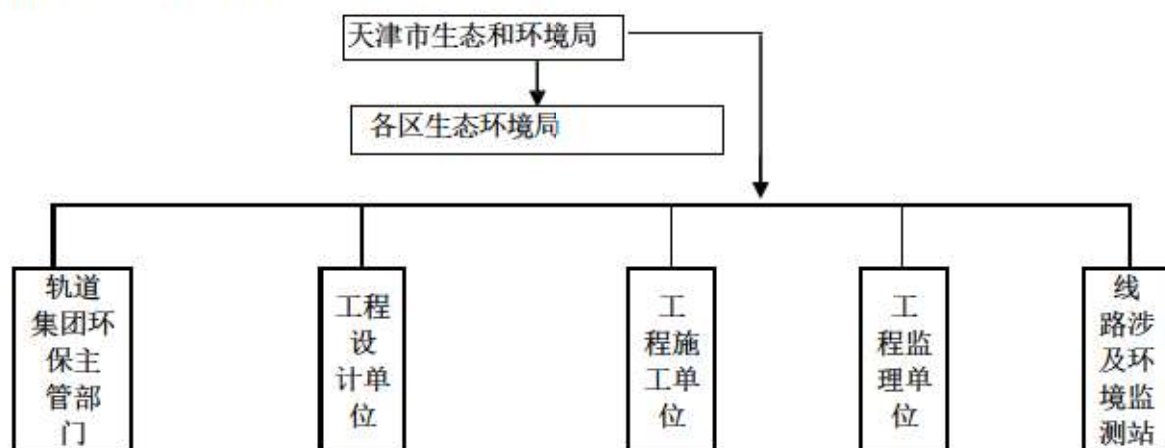 天津市生态和环境局
各区生态环境局
轨道
集团环
保主
管部
门
工程
设
计单
位
工
程施
工单
位
工
程监
理单
位
线
路涉
及环
境监
测站